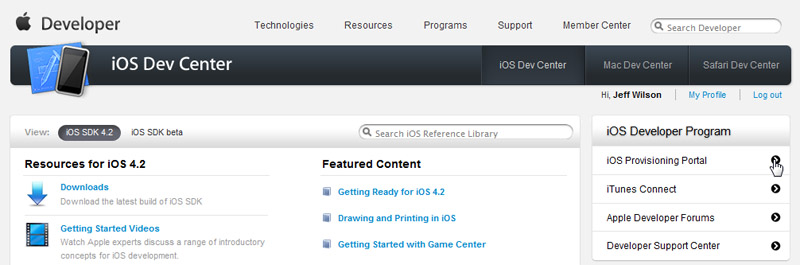 Developer
Technologies Resources Programs Support Member Center Search Developer
iOS Dev Center
iOS Dev Center Mac Dev Center Safari Dev Center
Hi, Jeff Wilson My Profile Log out
View: iOS SDK 4.2 iOS SDK beta Search iOS Reference Library
Resources for iOS 4.2
Downloads
Download the latest build of iOS SDK
Getting Started Videos
Watch Apple experts discuss a range of introductory
concepts for iOS development.
Featured Content
Getting Ready for iOS 4.2
Drawing and Printing in iOS
Getting Started with Game Center
iOS Developer Program
iOS Provisioning Portal
iTunes Connect
Apple Developer Forums
Developer Support Center